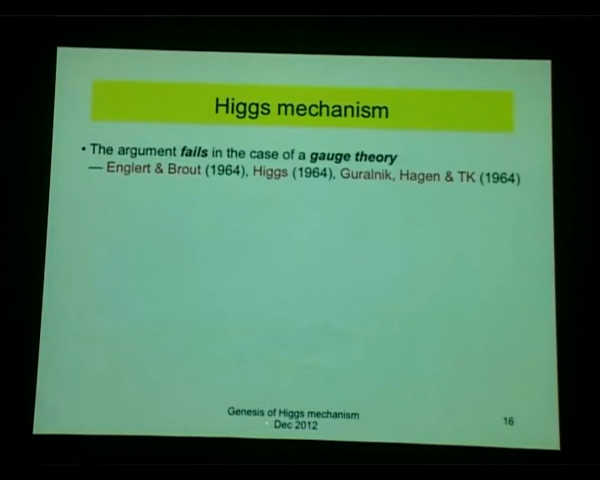 Higgs mechanism
• The argument fails in the case of a gauge theory
— Englert & Brout (1964), Higgs (1964), Guralnik, Hagen & TK (1964)
Genesis of Higgs mechanism
Dec 2012
16